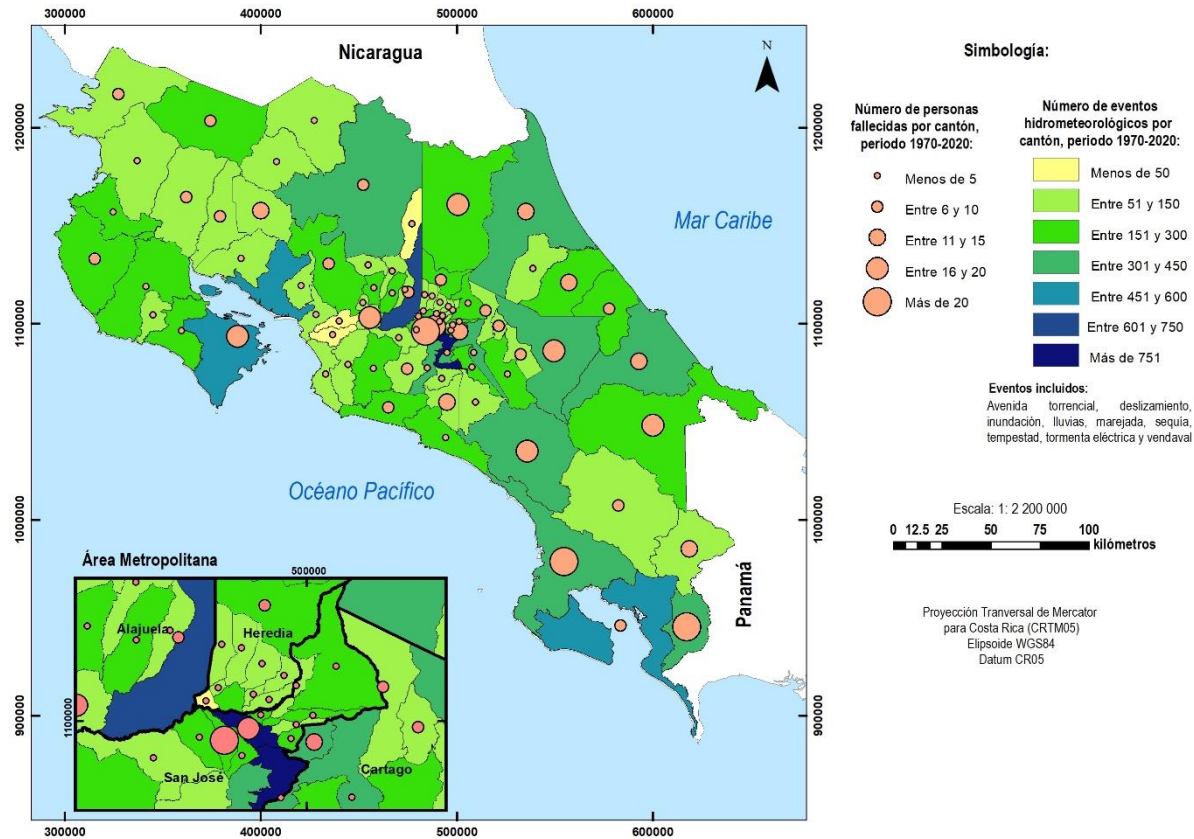 300000 400000 500000 600000
Nicaragua
N
Mar Caribe
Océano Pacífico
Panamá
1200000
1100000
1000000
900000
1200000
1100000
1000000
900000
Área Metropolitana
500000
Alajuela
Heredia
San José
Cartago
1100000
300000 400000 500000 600000
Simbología:
Número de personas
fallecidas por cantón,
periodo 1970-2020:
Menos de 5
Entre 6 y 10
Entre 11 y 15
Entre 16 y 20
Más de 20
Número de eventos
hidrometeorológicos por
cantón, periodo 1970-2020:
Menos de 50
Entre 51 y 150
Entre 151 y 300
Entre 301 y 450
Entre 451 y 600
Entre 601 y 750
Más de 751
Eventos incluidos:
Avenida torrencial, deslizamiento,
inundación, lluvias, marejada, sequía,
tempestad, tormenta eléctrica y vendaval
Escala: 1: 2 200 000
0 12.5 25 50 75 100
kilómetros
Proyección Tranversal de Mercator
para Costa Rica (CRTM05)
Elipsoide WGS84
Datum CR05